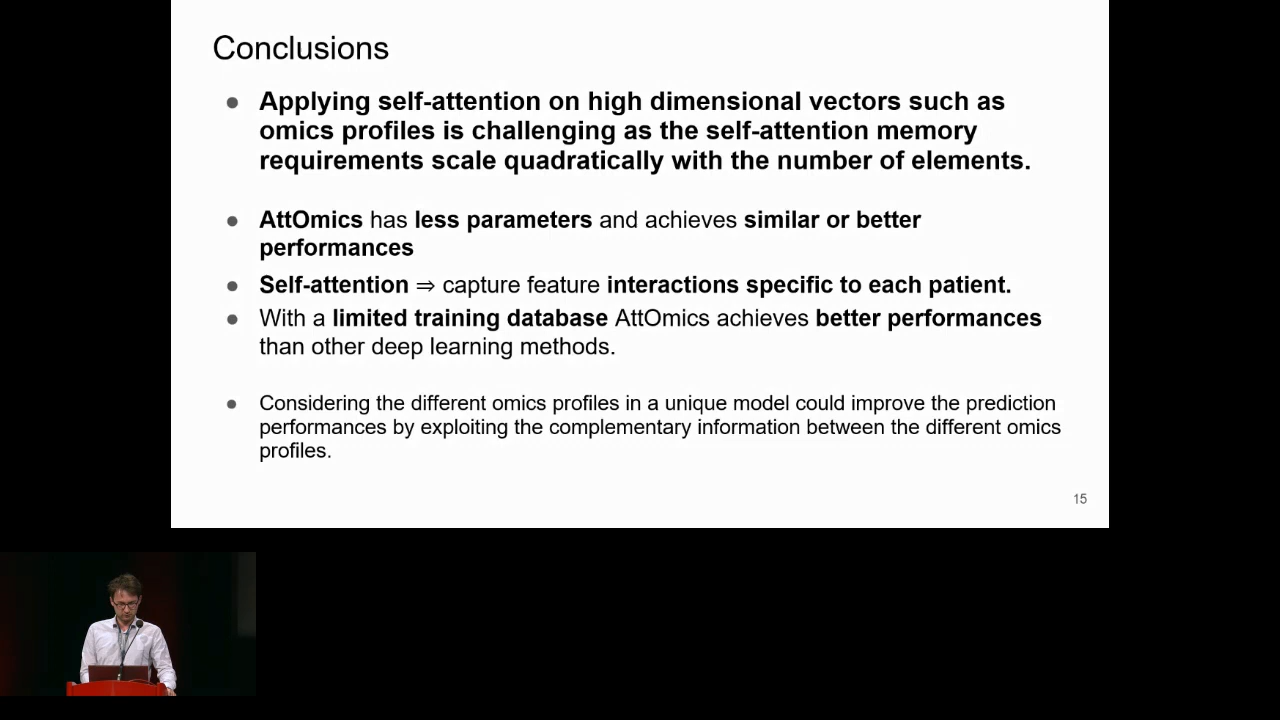 Conclusions
● Applying self-attention on high dimensional vectors such as
omics profiles is challenging as the self-attention memory
requirements scale quadratically with the number of elements.
● AttOmics has less parameters and achieves similar or better
performances
● Self-attention ⇒ capture feature interactions specific to each patient.
● With a limited training database AttOmics achieves better performances
than other deep learning methods.
● Considering the different omics profiles in a unique model could improve the prediction
performances by exploiting the complementary information between the different omics
profiles.
15